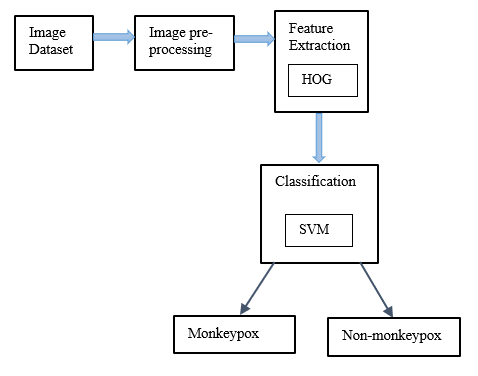 Image
Dataset
Image pre-
processing
Feature
Extraction
HOG
Classification
SVM
Monkeypox
Non-monkeypox